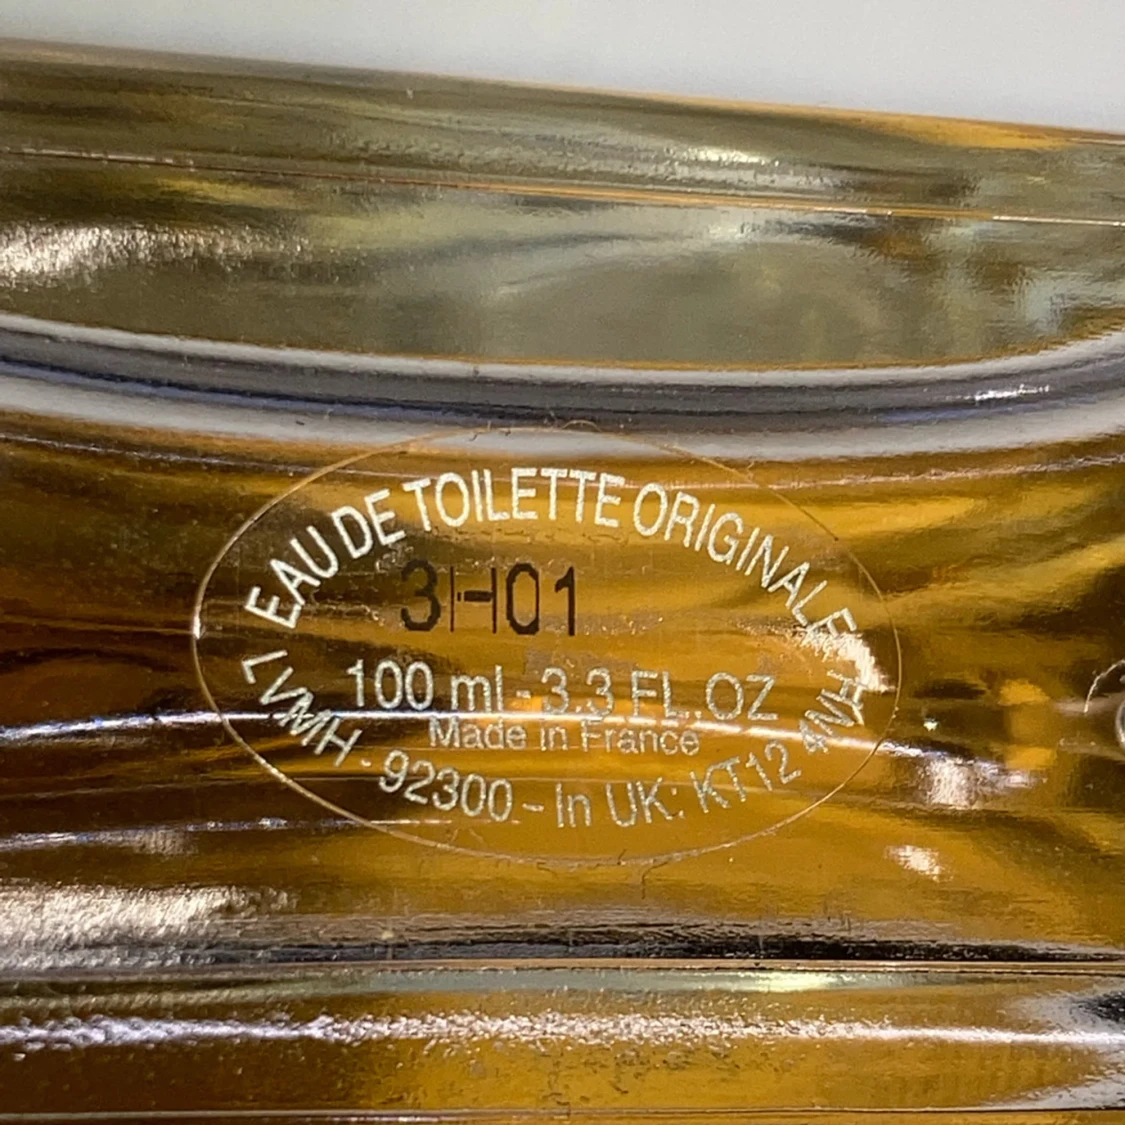 EAU DE TOILETTE ORIGINALE
3H01
100 ml - 3.3 FL. OZ
Made in France
LVMH - 92300 - In UK: KT12 4NH